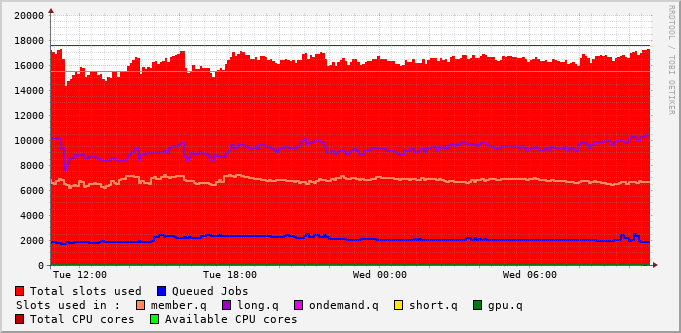 20000
18000
16000
14000
12000
10000
8000
6000
4000
2000
0
Tue 12:00 Tue 18:00 Wed 00:00 Wed 06:00
RRDTOOL / TOBI OETIKER
Total slots used Queued Jobs
Slots used in : member.q long.q ondemand.q short.q gpu.q
Total CPU cores Available CPU cores